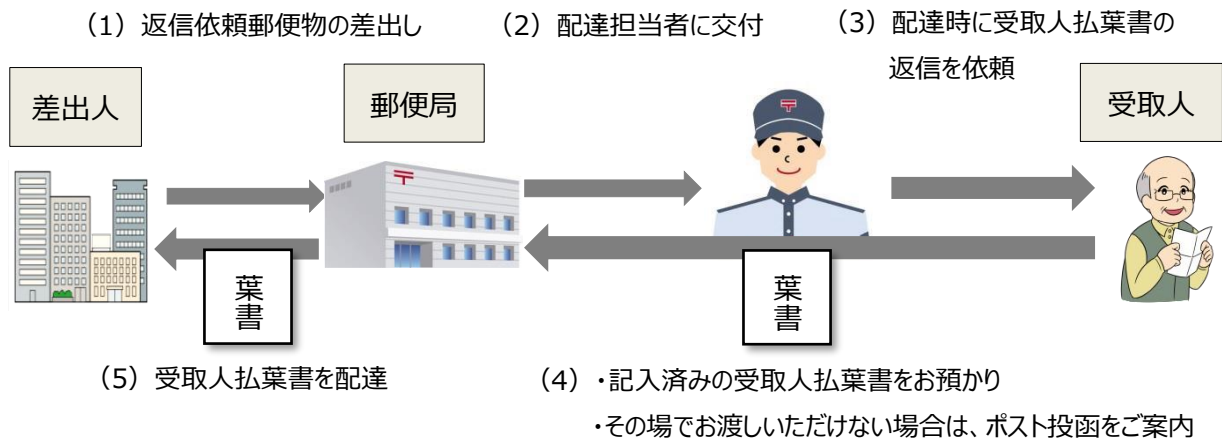 (1) 返信依頼郵便物の差出し
(2) 配達担当者に交付
(3) 配達時に受取人払葉書の
返信を依頼
差出人
郵便局
受取人
葉書
葉書
(5) 受取人払葉書を配達
(4) ・記入済みの受取人払葉書をお預かり
・その場でお渡しいただけない場合は、ポスト投函をご案内